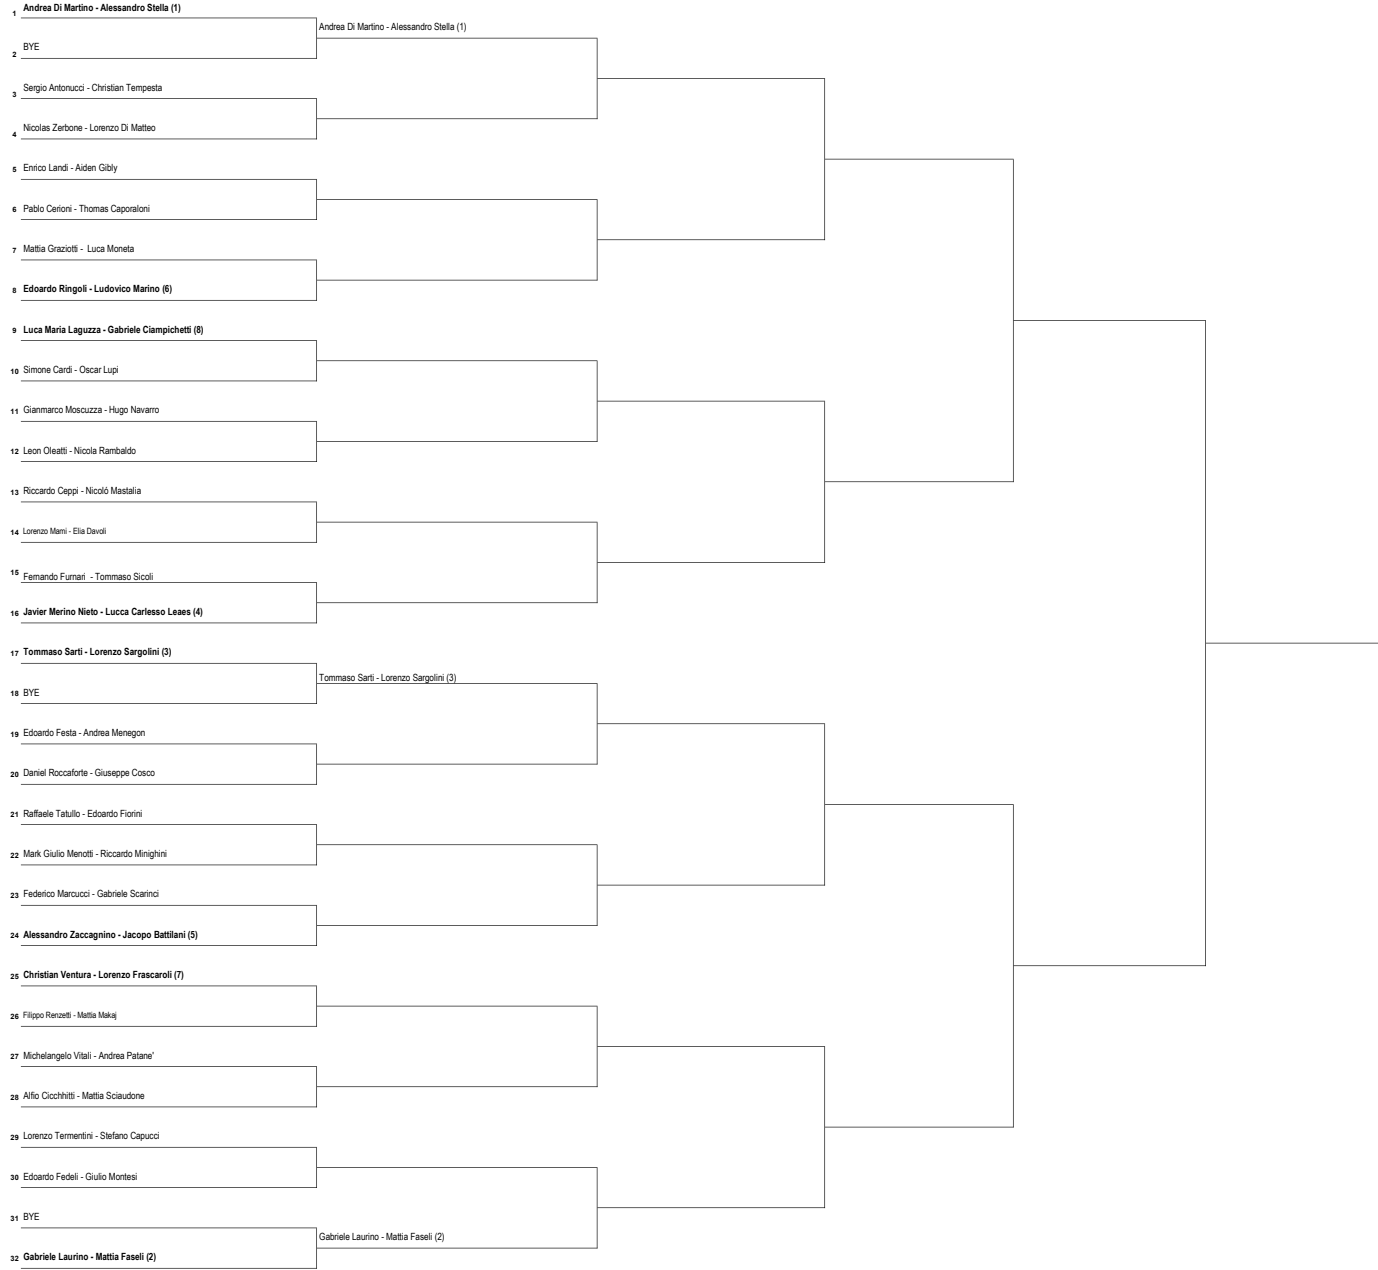 1 Andrea Di Martino - Alessandro Stella (1)
Andrea Di Martino - Alessandro Stella (1)
2 BYE
3 Sergio Antonucci - Christian Tempesta
4 Nicolas Zerbone - Lorenzo Di Matteo
5 Enrico Landi - Aiden Gibly
6 Pablo Cerioni - Thomas Caporaloni
7 Mattia Graziotti - Luca Moneta
8 Edoardo Ringoli - Ludovico Marino (6)
9 Luca Maria Laguzza - Gabriele Ciampichetti (8)
10 Simone Cardi - Oscar Lupi
11 Gianmarco Moscuzza - Hugo Navarro
12 Leon Oleatti - Nicola Rambaldo
13 Riccardo Ceppi - Nicoló Mastalia
14 Lorenzo Mami - Elia Davoli
15 Fernando Furnari - Tommaso Sicoli
16 Javier Merino Nieto - Lucca Carlesso Leaes (4)
17 Tommaso Sarti - Lorenzo Sargolini (3)
Tommaso Sarti - Lorenzo Sargolini (3)
18 BYE
19 Edoardo Festa - Andrea Menegon
20 Daniel Roccaforte - Giuseppe Cosco
21 Raffaele Tatullo - Edoardo Fiorini
22 Mark Giulio Menotti - Riccardo Minighini
23 Federico Marcucci - Gabriele Scarinci
24 Alessandro Zaccagnino - Jacopo Battilani (5)
25 Christian Ventura - Lorenzo Frascaroli (7)
26 Filippo Renzetti - Mattia Makaj
27 Michelangelo Vitali - Andrea Patane'
28 Alfio Cicchhitti - Mattia Sciaudone
29 Lorenzo Termentini - Stefano Capucci
30 Edoardo Fedeli - Giulio Montesi
31 BYE
Gabriele Laurino - Mattia Faseli (2)
32 Gabriele Laurino - Mattia Faseli (2)